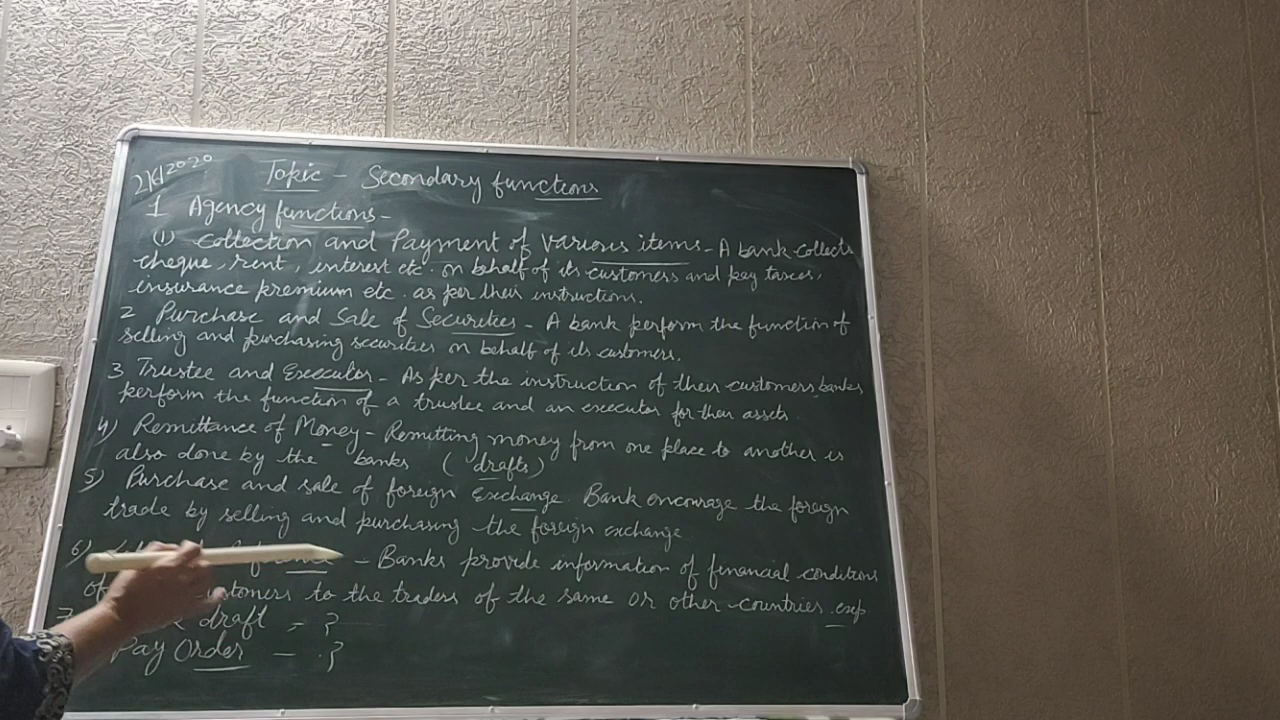 Topic - Secondary functions
1 Agency functions -
(1) Collection and Payment of various items - A bank collects
cheque, rent, interest etc. on behalf of its customers and pay taxes,
insurance premium etc. as per their instructions.
2 Purchase and Sale of Securities - A bank perform the function of
selling and purchasing securities on behalf of its customers.
3 Trustee and Executor - As per the instruction of their customers, banks
perform the function of a trustee and an executor for their assets.
4) Remittance of Money - Remitting money from one place to another is
also done by the banks (drafts)
5) Purchase and sale of foreign Exchange. Bank encourage the foreign
trade by selling and purchasing the foreign exchange
6) - Banks provide information of financial conditions
of customers to the traders of the same or other countries. exp
7 draft - ?
Pay Order - ?